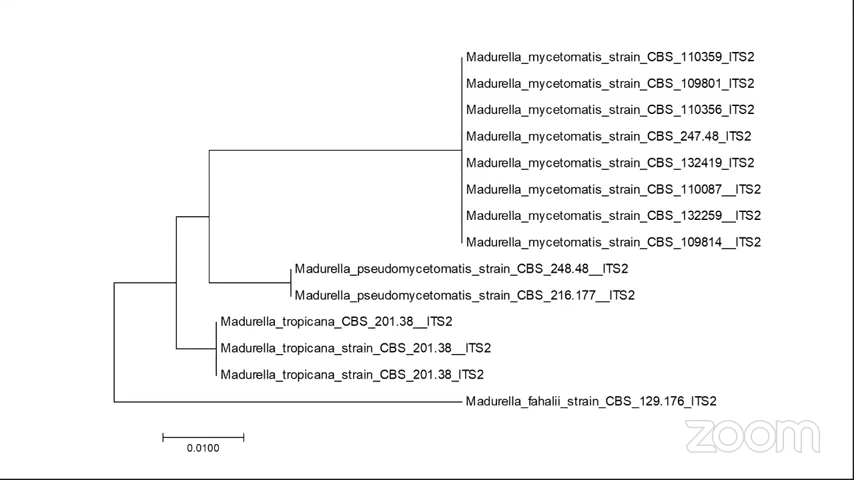 Madurella_mycetomatis_strain_CBS_110359_ITS2
Madurella_mycetomatis_strain_CBS_109801_ITS2
Madurella_mycetomatis_strain_CBS_110356_ITS2
Madurella_mycetomatis_strain_CBS_247.48_ITS2
Madurella_mycetomatis_strain_CBS_132419_ITS2
Madurella_mycetomatis_strain_CBS_110087__ITS2
Madurella_mycetomatis_strain_CBS_132259__ITS2
Madurella_mycetomatis_strain_CBS_109814__ITS2
Madurella_pseudomycetomatis_strain_CBS_248.48__ITS2
Madurella_pseudomycetomatis_strain_CBS_216.177__ITS2
Madurella_tropicana_CBS_201.38__ITS2
Madurella_tropicana_strain_CBS_201.38__ITS2
Madurella_tropicana_strain_CBS_201.38_ITS2
Madurella_fahalii_strain_CBS_129.176_ITS2
0.0100
zoom